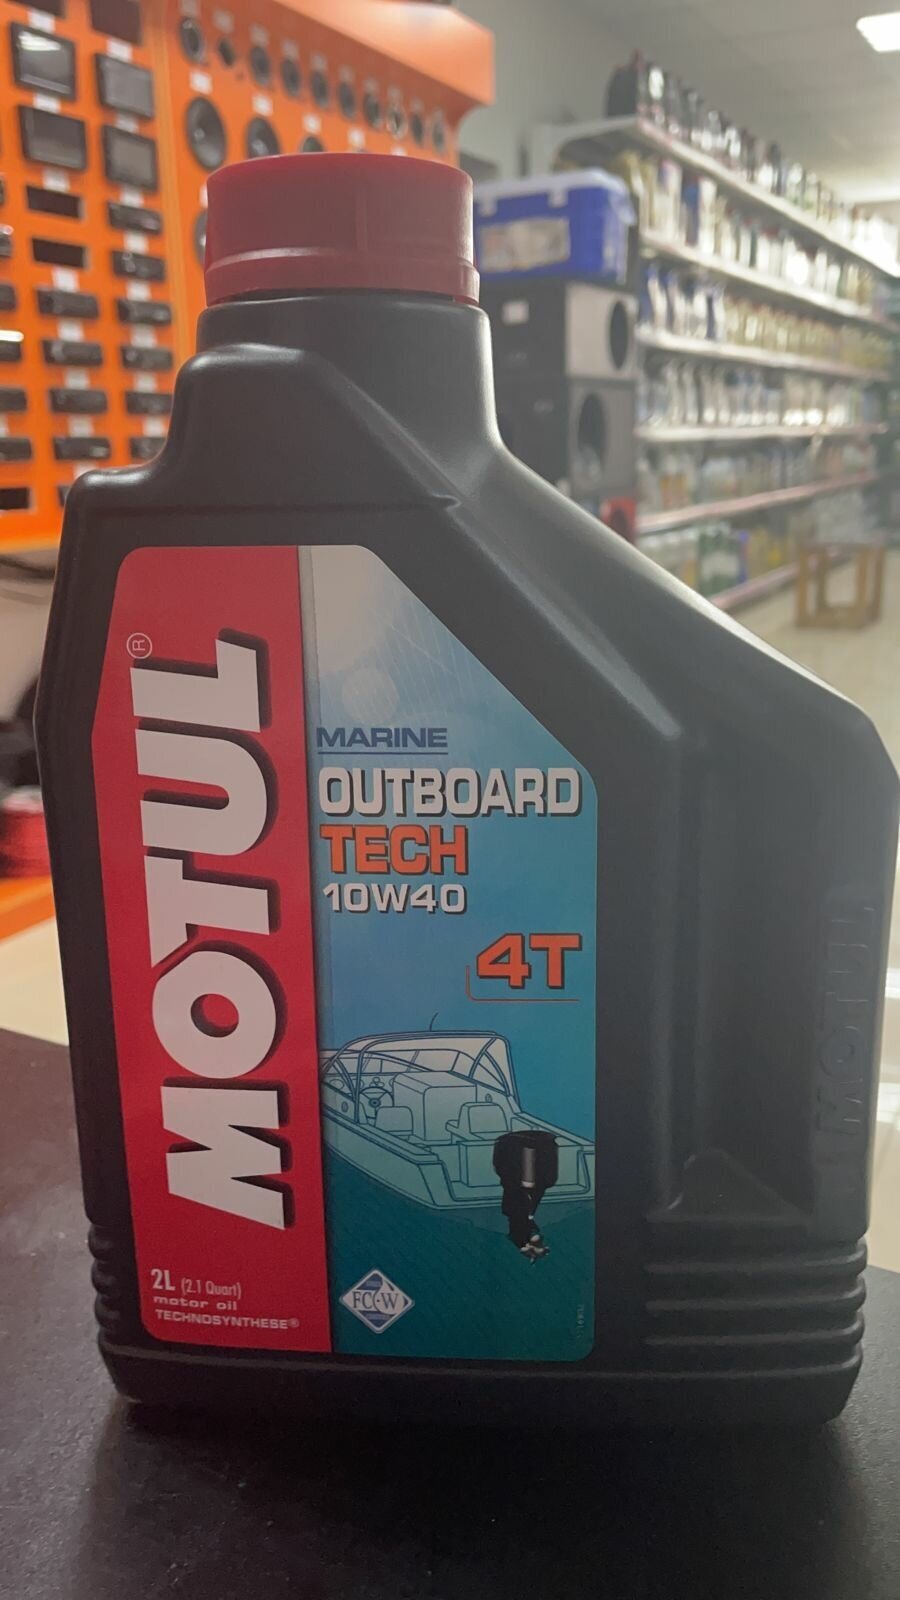 MOTUL®
MARINE
OUTBOARD
TECH
10W40
4T
2L (2.1 Quart)
motor oil
TECHNOSYNTHESE®
FC-W
MOTUL